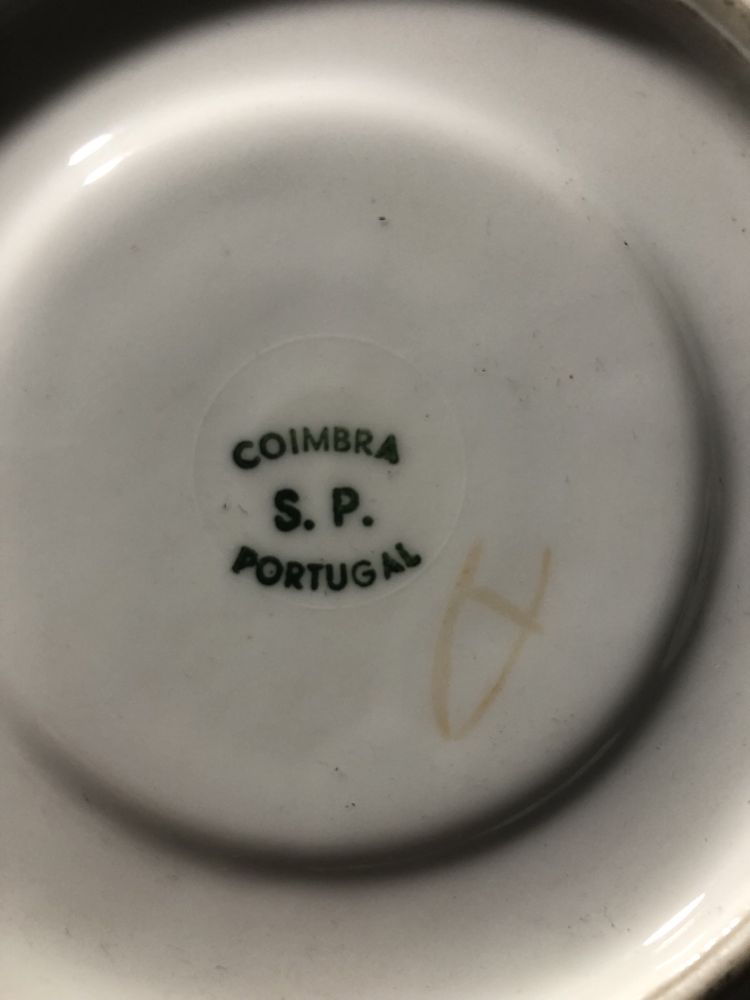 COIMBRA
S. P.
PORTUGAL